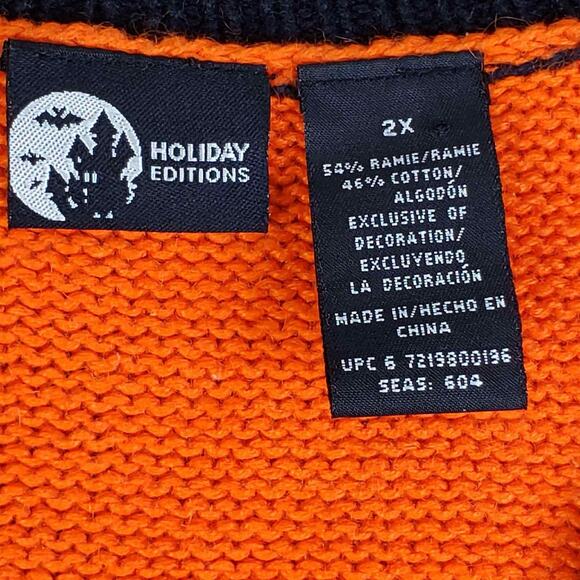 HOLIDAY
EDITIONS
2X
54% RAMIE/RAMIE
46% COTTON/
ALGODÓN
EXCLUSIVE OF
DECORATION/
EXCLUYENDO
LA DECORACIÓN
MADE IN/HECHO EN
CHINA
UPC 6 7219800196
SEAS: 604